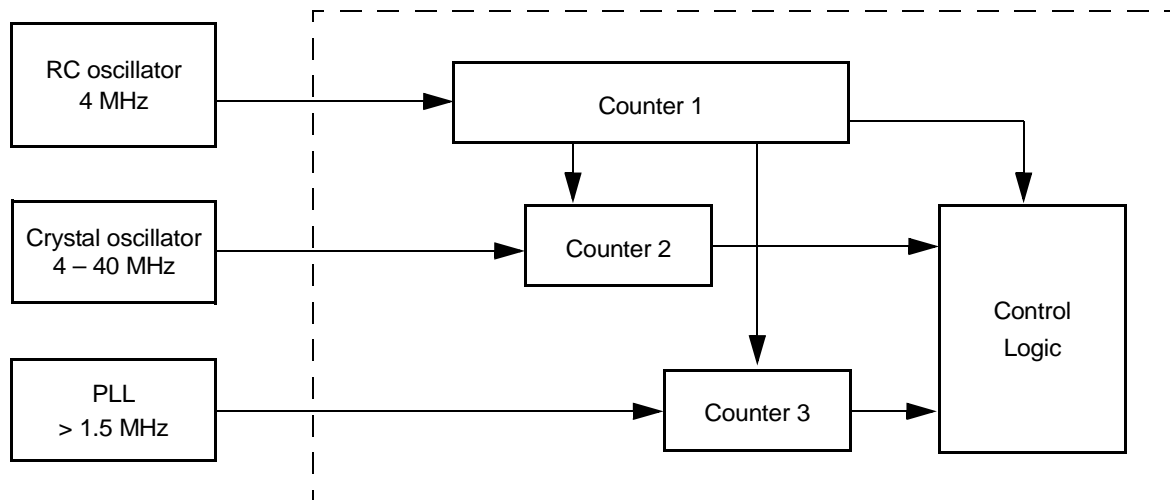 RC oscillator
4 MHz
Counter 1
Crystal oscillator
4 – 40 MHz
Counter 2
Control
Logic
PLL
> 1.5 MHz
Counter 3